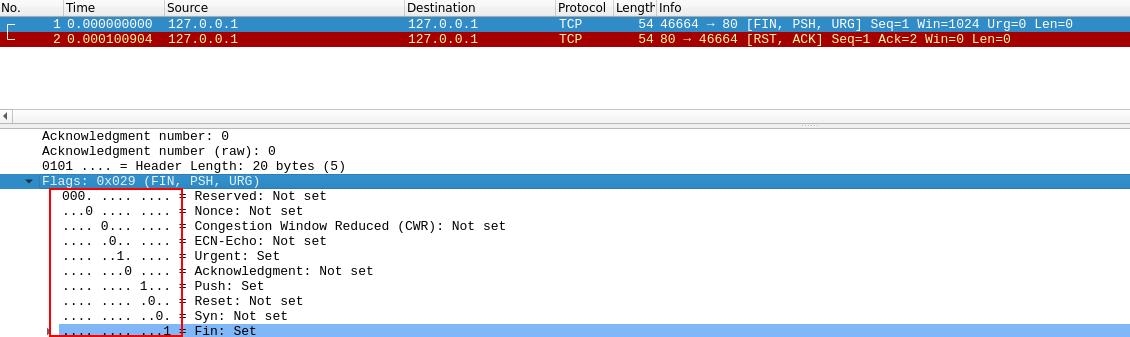 No. Time Source Destination Protocol Length Info
1 0.000000000 127.0.0.1 127.0.0.1 TCP 54 46664 → 80 [FIN, PSH, URG] Seq=1 Win=1024 Urg=0 Len=0
2 0.000100904 127.0.0.1 127.0.0.1 TCP 54 80 → 46664 [RST, ACK] Seq=1 Ack=2 Win=0 Len=0
Acknowledgment number: 0
Acknowledgment number (raw): 0
0101 .... = Header Length: 20 bytes (5)
Flags: 0x029 (FIN, PSH, URG)
000. .... .... = Reserved: Not set
...0 .... .... = Nonce: Not set
.... 0... .... = Congestion Window Reduced (CWR): Not set
.... .0.. .... = ECN-Echo: Not set
.... ..1. .... = Urgent: Set
.... ...0 .... = Acknowledgment: Not set
.... .... 1... = Push: Set
.... .... .0.. = Reset: Not set
.... .... ..0. = Syn: Not set
.... .... ...1 = Fin: Set